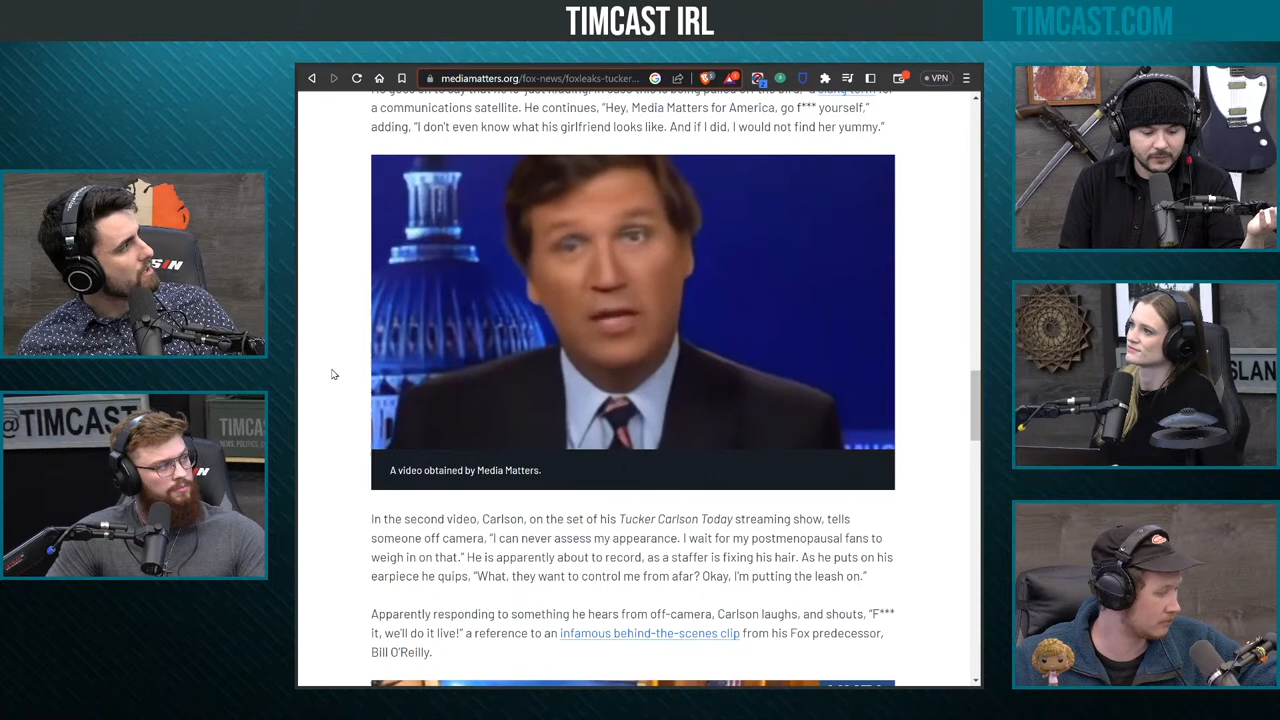 TIMCAST IRL
TIMCAST.COM
mediamatters.org/fox-news/foxleaks-tucker...
VPN
a communications satellite. He continues, “Hey, Media Matters for America, go f*** yourself,”
adding, “I don't even know what his girlfriend looks like. And if I did, I would not find her yummy.”
A video obtained by Media Matters.
In the second video, Carlson, on the set of his Tucker Carlson Today streaming show, tells
someone off camera, “I can never assess my appearance. I wait for my postmenopausal fans to
weigh in on that.” He is apparently about to record, as a staffer is fixing his hair. As he puts on his
earpiece he quips, “What, they want to control me from afar? Okay, I'm putting the leash on.”
Apparently responding to something he hears from off-camera, Carlson laughs, and shouts, “F***
it, we'll do it live!” a reference to an infamous behind-the-scenes clip from his Fox predecessor,
Bill O'Reilly.
@TIMCAST
TIMCAST
SLAN